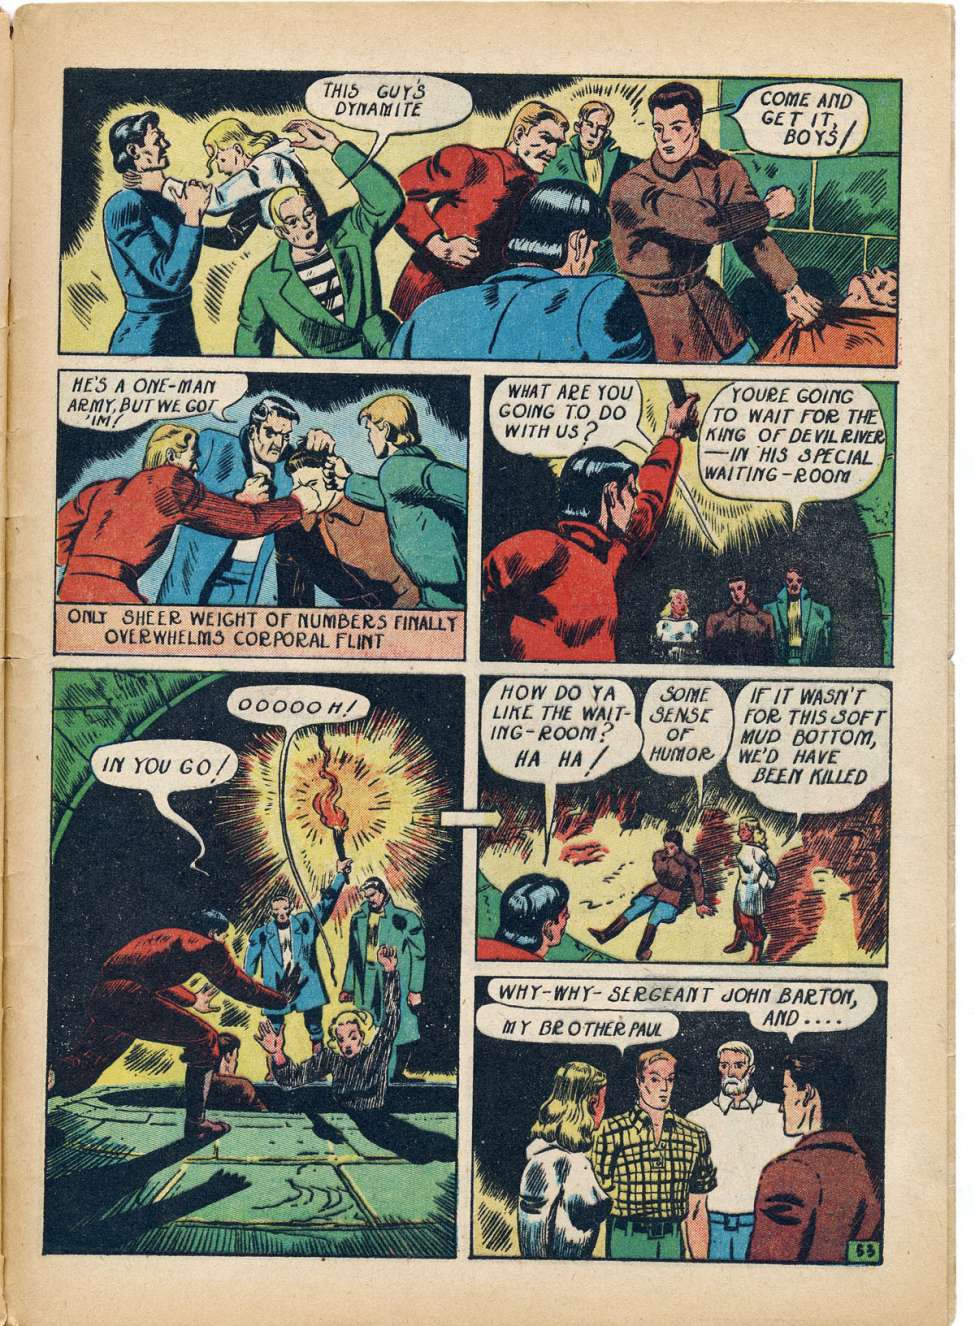 THIS GUY'S
DYNAMITE
COME AND
GET IT,
BOYS!
HE'S A ONE-MAN
ARMY, BUT WE GOT
'IM!
ONLY SHEER WEIGHT OF NUMBERS FINALLY
OVERWHELMS CORPORAL FLINT
WHAT ARE YOU
GOING TO DO
WITH US?
YOURE GOING
TO WAIT FOR THE
KING OF DEVIL RIVER
—IN HIS SPECIAL
WAITING-ROOM
OOOOOH!
IN YOU GO!
HOW DO YA
LIKE THE WAIT-
ING-ROOM?
HA HA!
SOME
SENSE
OF
HUMOR
IF IT WASN'T
FOR THIS SOFT
MUD BOTTOM,
WE'D HAVE
BEEN KILLED
WHY-WHY-SERGEANT JOHN BARTON,
AND....
MY BROTHER PAUL
53